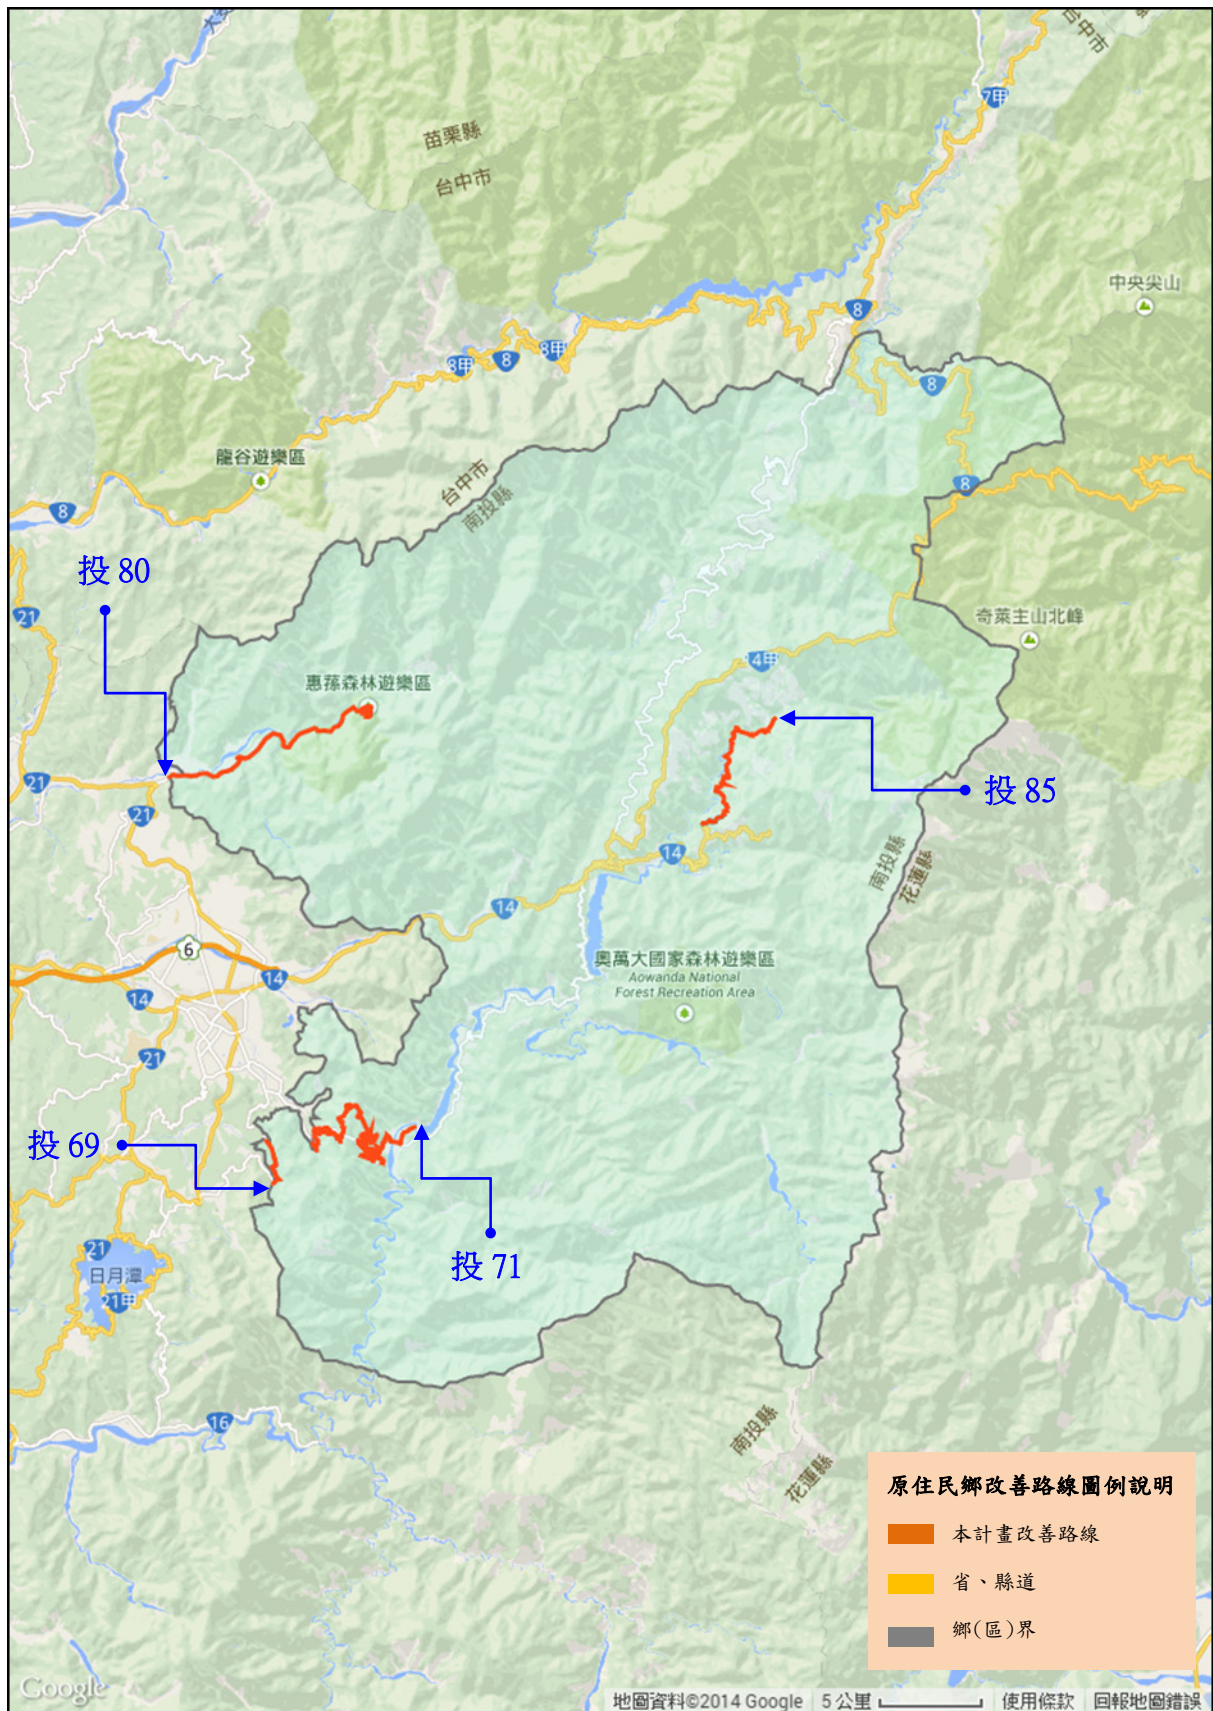 台中市
7甲
苗栗縣
台中市
中央尖山
8
8甲
8
8甲
8
龍谷遊樂區
台中市
南投縣
8
8
投 80
21
奇萊主山北峰
14甲
惠蓀森林遊樂區
21
投 85
21
14
南投縣
花蓮縣
14
6
奧萬大國家森林遊樂區
Aowanda National
Forest Recreation Area
14
14
21
投 69
21
日月潭
投 71
21甲
16
南投縣
花蓮縣
原住民鄉改善路線圖例說明
本計畫改善路線
省、縣道
鄉(區)界
Google
地圖資料©2014 Google 5 公里 使用條款 回報地圖錯誤